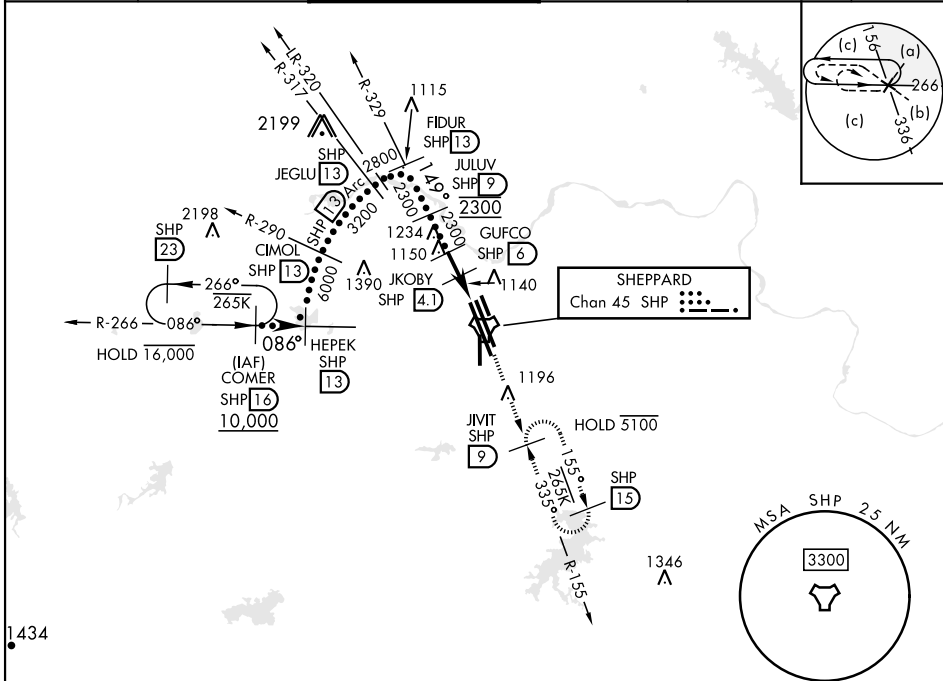 LR-320
R-317
R-329
1115
2199
FIDUR
SHP 13
SHP
JEGLU 13
2800
JULUV
SHP 9
2300
149°
SHP 13 Arc
3200
2300
2300
2198
R-290
1234
1150
GUFCO
SHP 6
SHP
23
CIMOL
SHP 13
6000
1390
JKOBY
SHP 4.1
1140
SHEPPARD
Chan 45 SHP
266°
265K
R-266
086°
086°
HOLD 16,000
HEPEK
SHP
13
(IAF)
COMER
SHP 16
10,000
1196
JIVIT
SHP
9
HOLD 5100
155°
265K
335°
SHP
15
R-155
1346
1434
MSA SHP 25 NM
3300
(c)
156
(a)
266
(b)
(c)
336